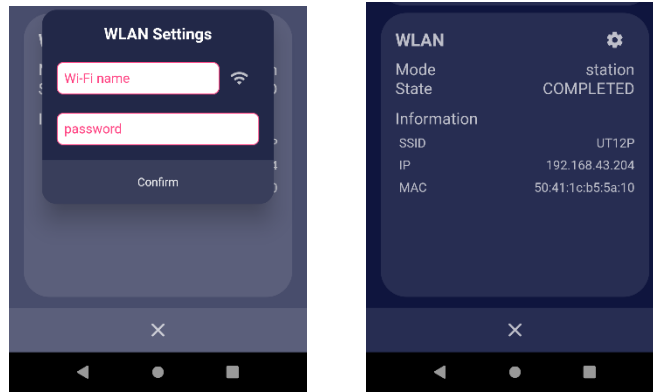 WLAN Settings
Wi-Fi name
password
Confirm
WLAN
Mode station
State COMPLETED
Information
SSID UT12P
IP 192.168.43.204
MAC 50:41:1c:b5:5a:10